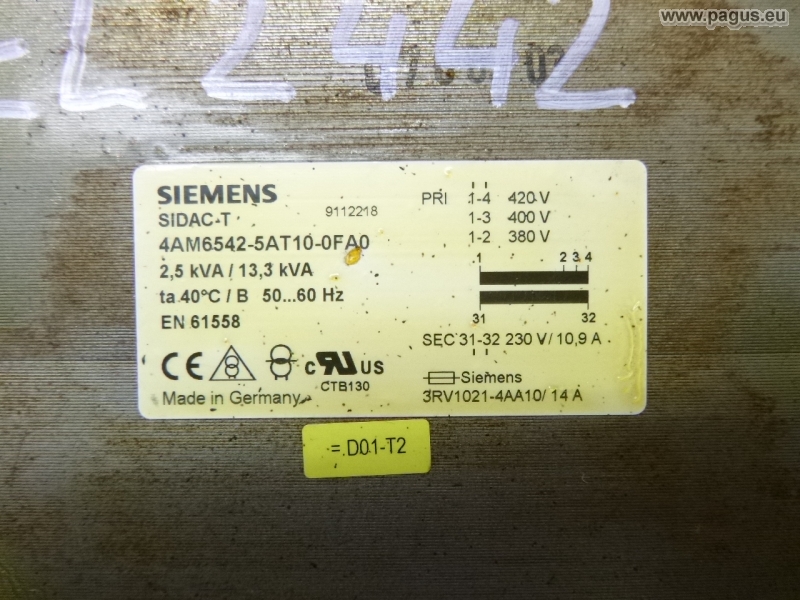 www.pagus.eu
2442
SIEMENS
SIDAC-T
9112218
4AM6542-5AT10-0FA0
2,5 kVA / 13,3 kVA
ta 40°C / B 50...60 Hz
EN 61558
CE
c RU US
CTB130
Made in Germany
PRI 1-4 420 V
1-3 400 V
1-2 380 V
1 2 3 4
31 32
SEC 31-32 230 V/ 10,9 A
Siemens
3RV1021-4AA10/ 14 A
=.D01-T2